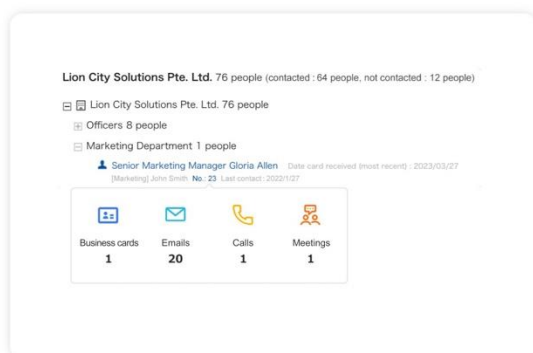 Lion City Solutions Pte. Ltd. 76 people (contacted : 64 people, not contacted : 12 people)
Lion City Solutions Pte. Ltd. 76 people
Officers 8 people
Marketing Department 1 people
Senior Marketing Manager Gloria Allen Date card received (most recent) : 2023/03/27
[Marketing] John Smith No.: 23 Last contact : 2022/1/27
Business cards Emails Calls Meetings
1 20 1 1